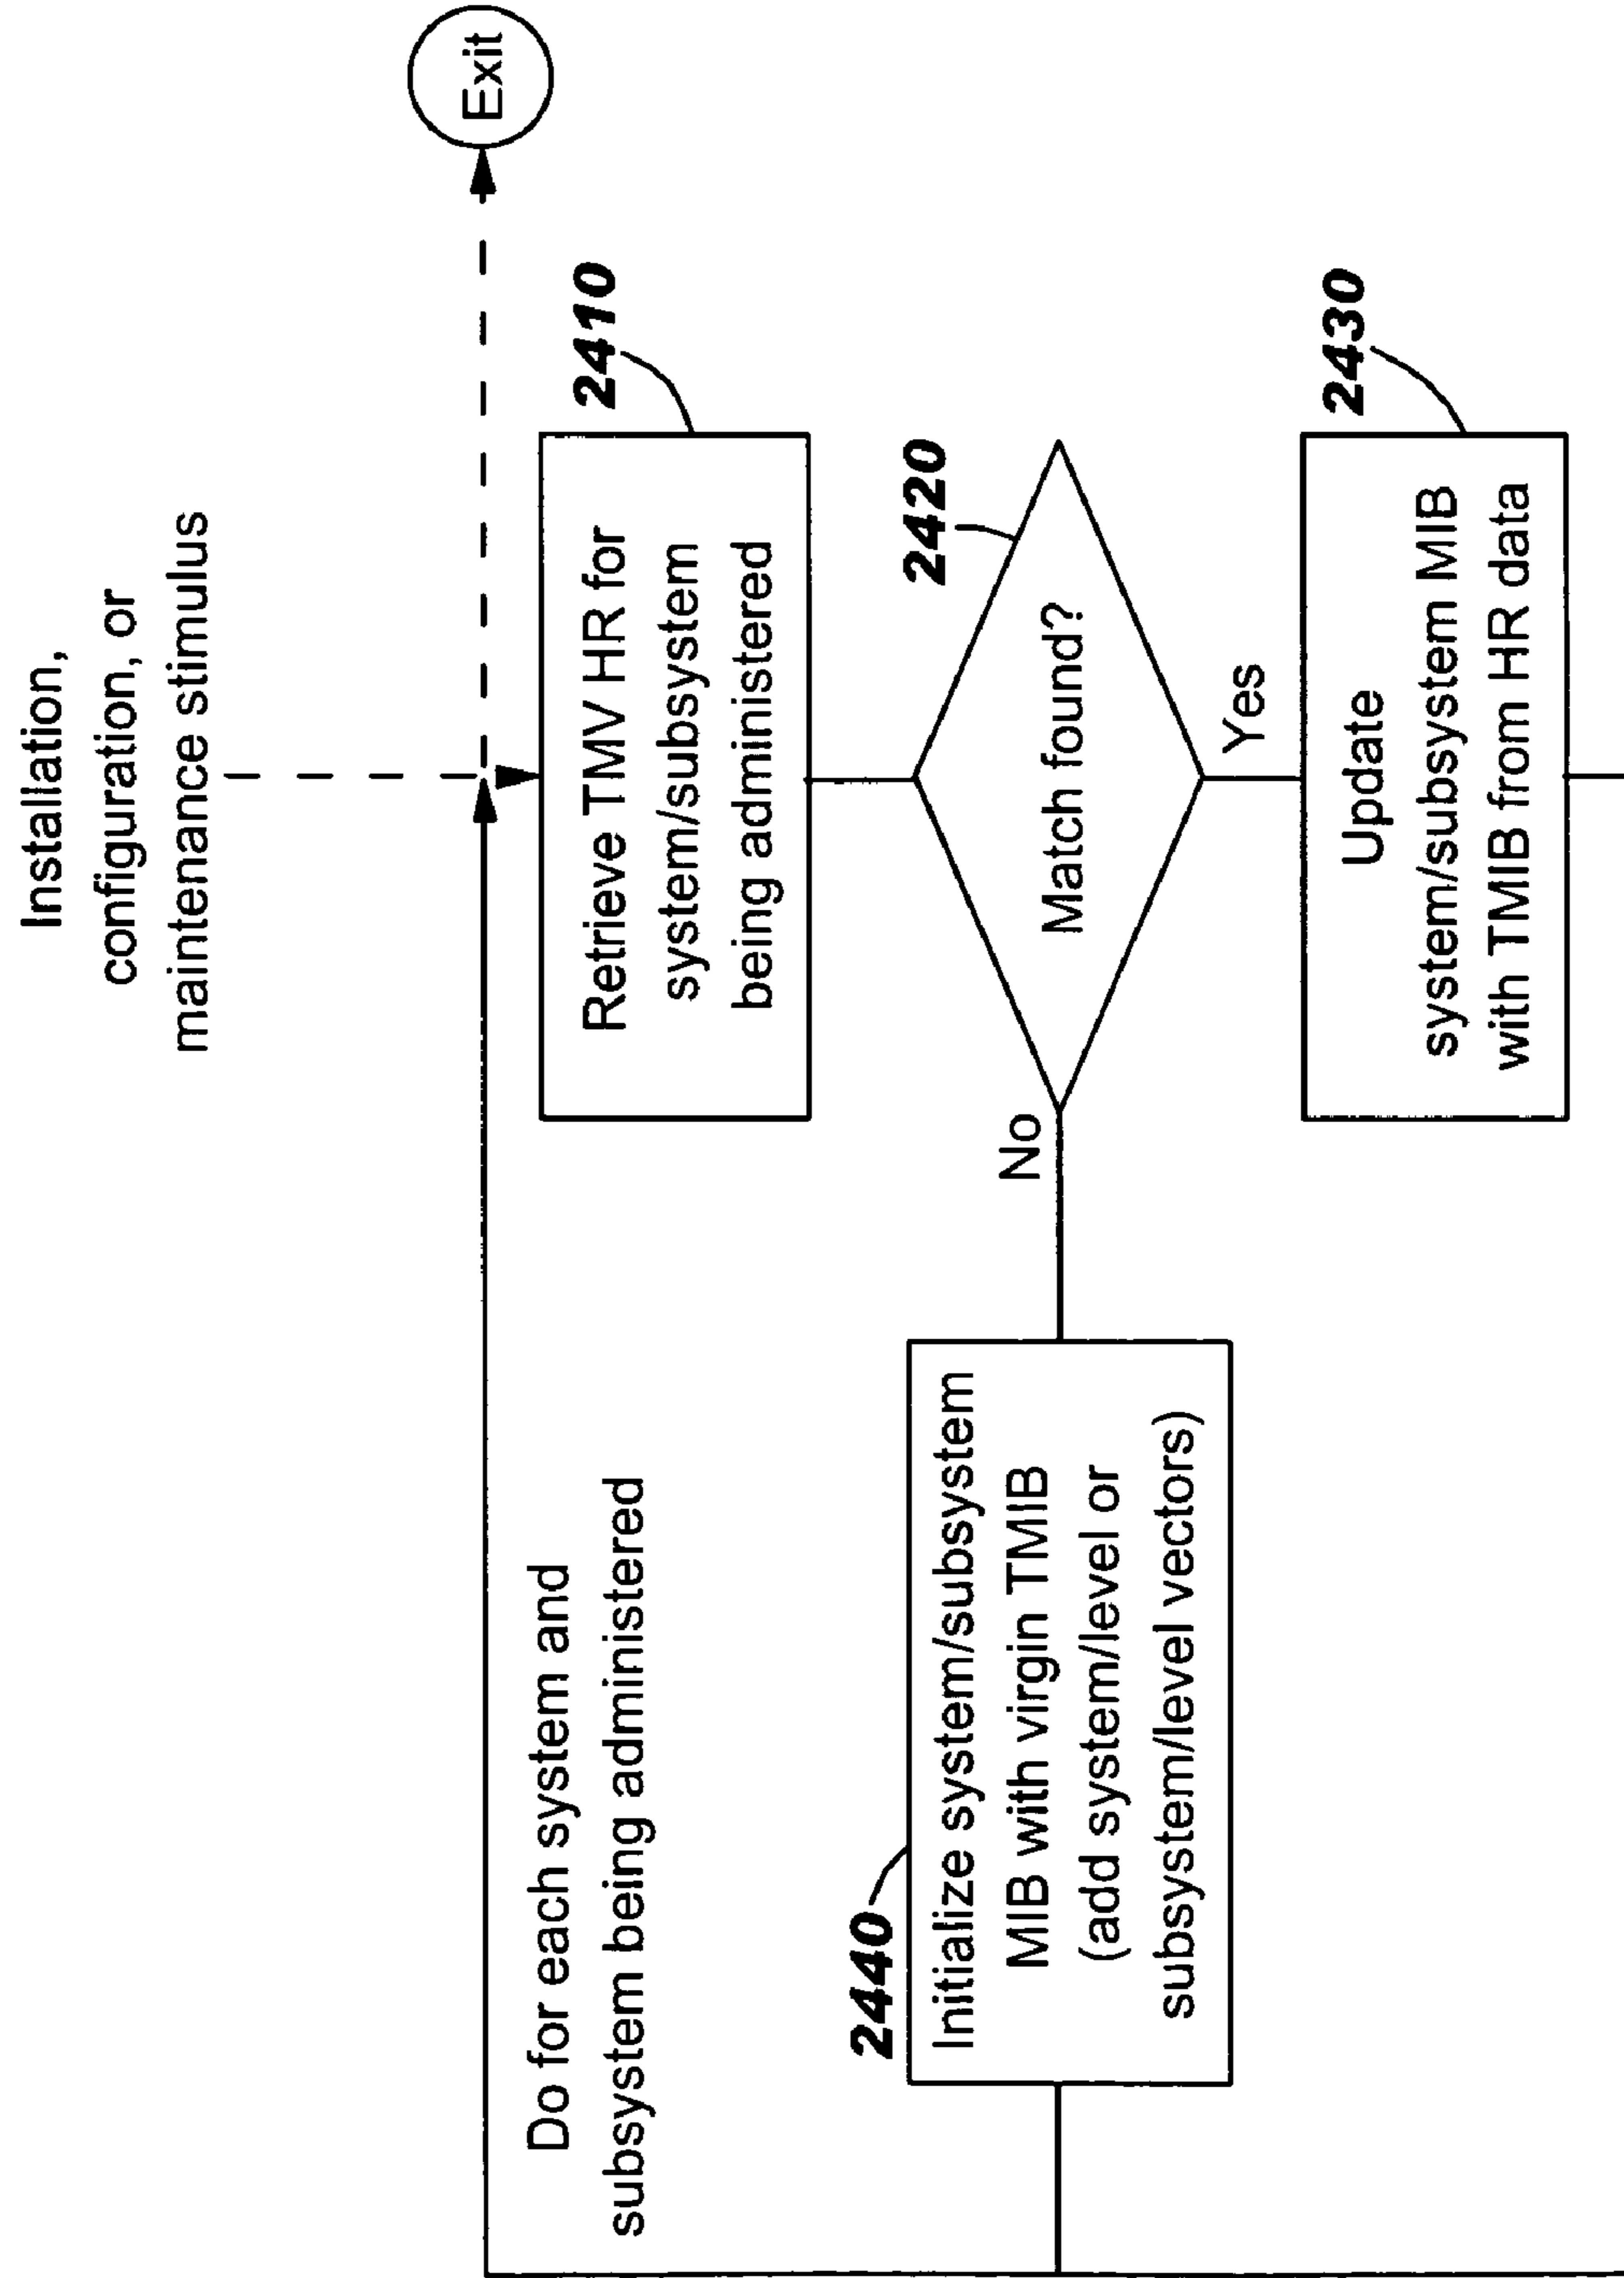 Installation,
configuration, or
maintenance stimulus
Exit
Do for each system and
subsystem being administered
2410
Retrieve TMV HR for
system/subsystem
being administered
2420
Match found?
No
Yes
2440
Initialize system/subsystem
MIB with virgin TMIB
(add system/level or
subsystem/level vectors)
2430
Update
system/subsystem MIB
with TMIB from HR data